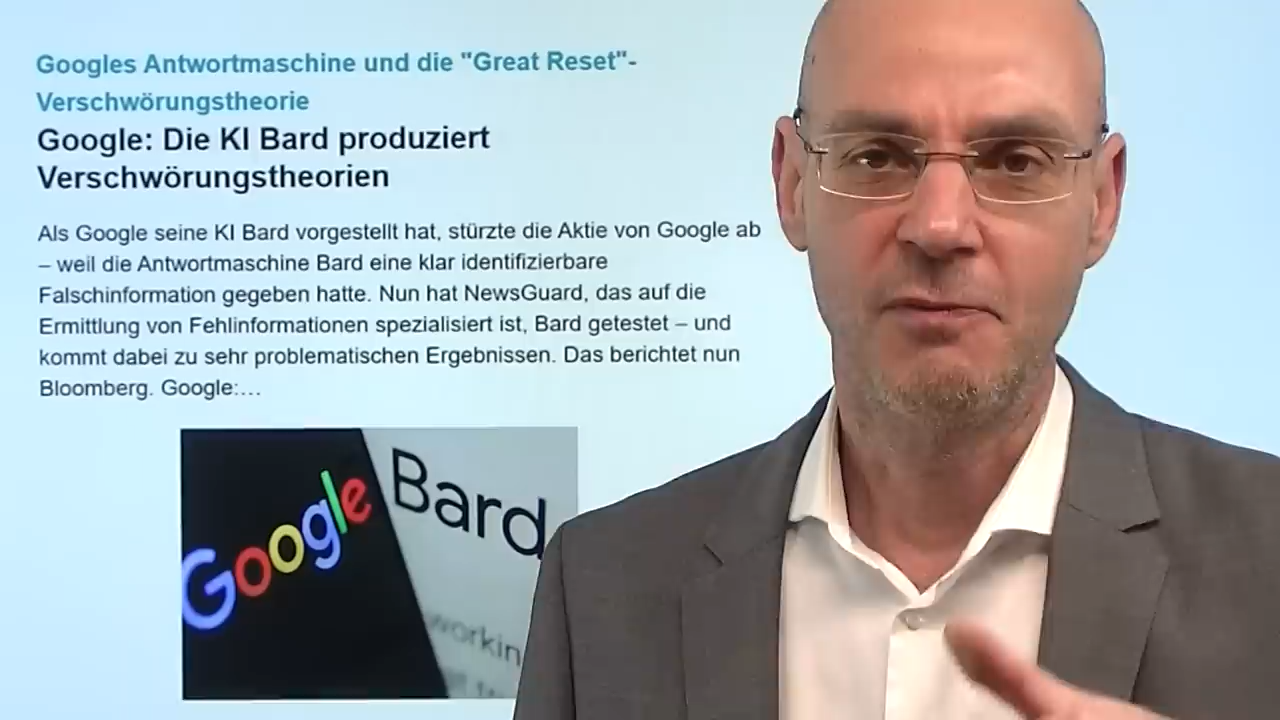 Googles Antwortmaschine und die "Great Reset"-
Verschwörungstheorie
Google: Die KI Bard produziert
Verschwörungstheorien
Als Google seine KI Bard vorgestellt hat, stürzte die Aktie von Google ab
– weil die Antwortmaschine Bard eine klar identifizierbare
Falschinformation gegeben hatte. Nun hat NewsGuard, das auf die
Ermittlung von Fehlinformationen spezialisiert ist, Bard getestet – und
kommt dabei zu sehr problematischen Ergebnissen. Das berichtet nun
Bloomberg. Google:…
Google
Bard
workin